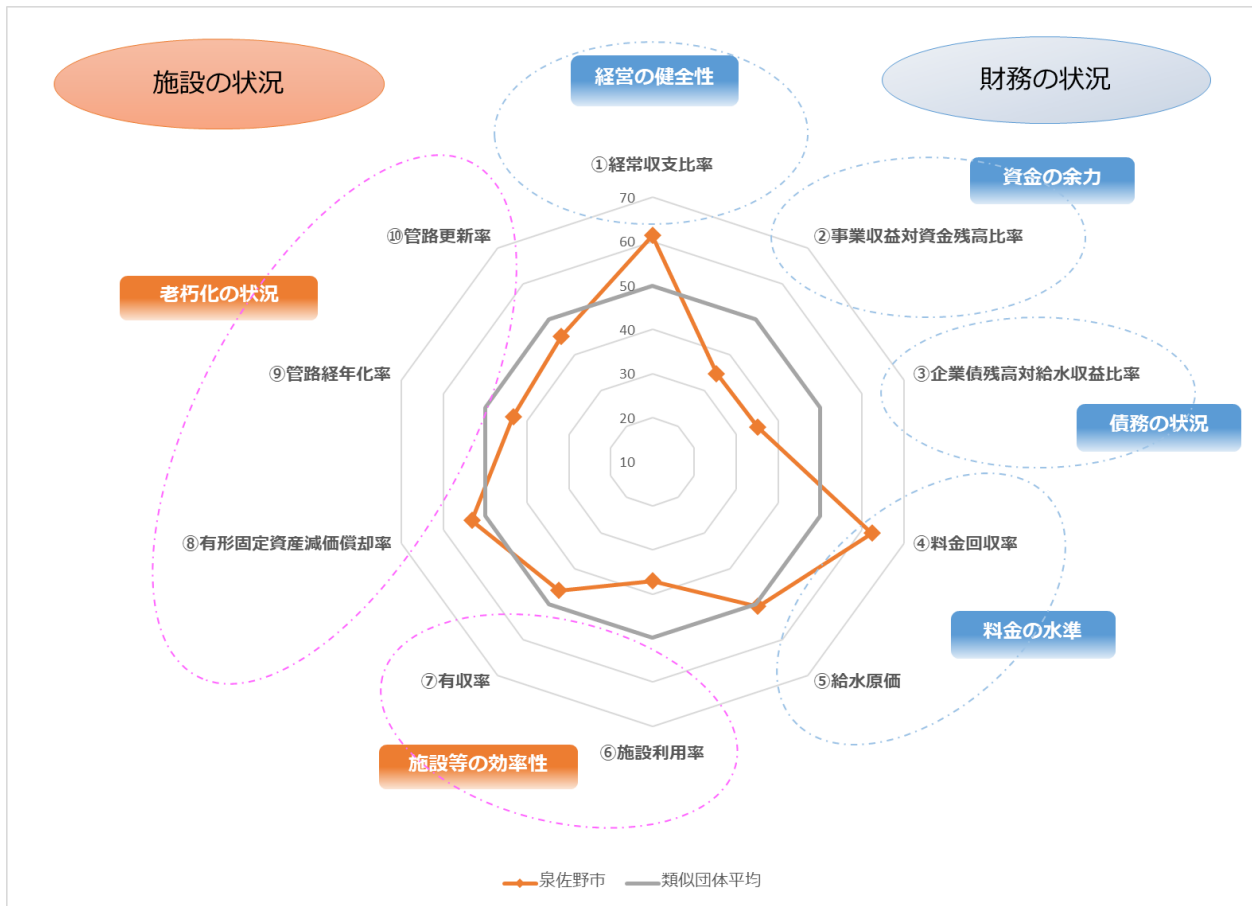 施設の状況
経営の健全性
財務の状況
①経常収支比率
資金の余力
70
⑩管路更新率
60
②事業収益対資金残高比率
老朽化の状況
50
40
⑨管路経年化率
30
③企業債残高対給水収益比率
債務の状況
20
10
⑧有形固定資産減価償却率
④料金回収率
料金の水準
⑦有収率
⑤給水原価
施設等の効率性
⑥施設利用率
泉佐野市
類似団体平均